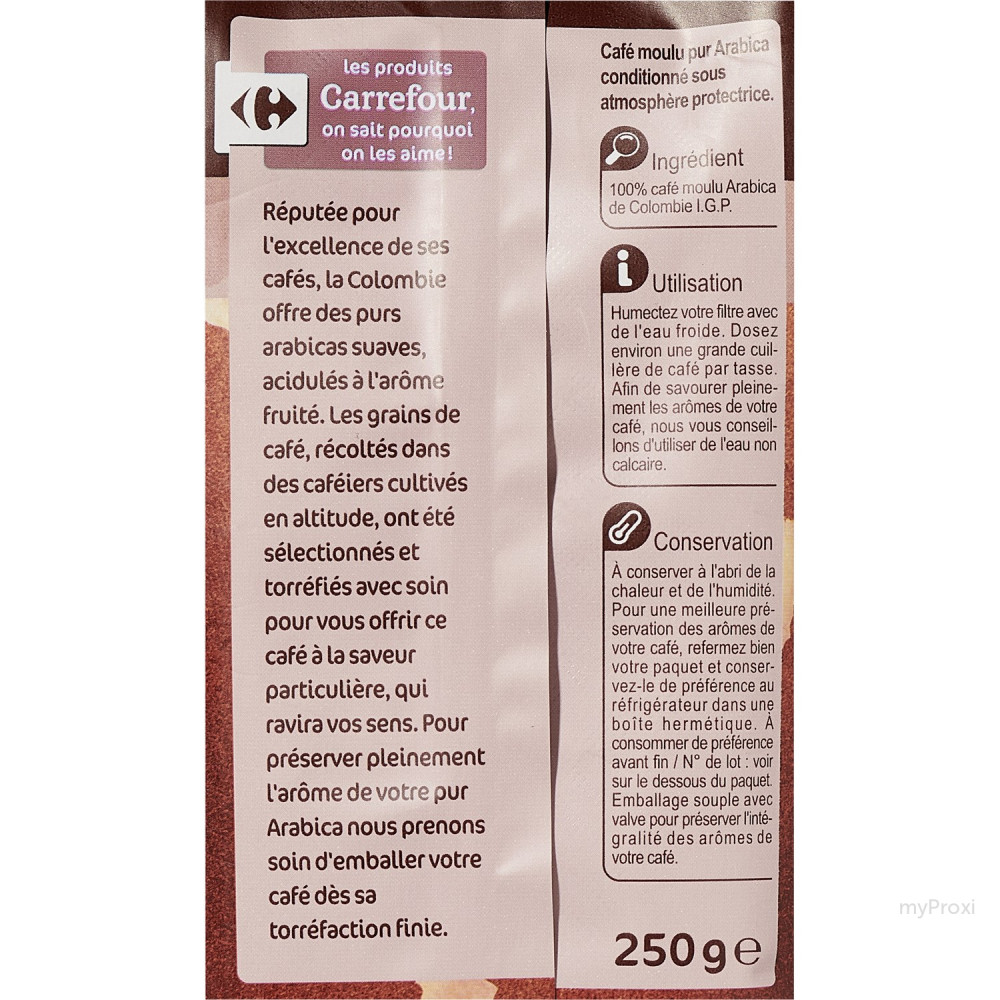 les produits
Carrefour,
on sait pourquoi
on les aime!
Réputée pour
l'excellence de ses
cafés, la Colombie
offre des purs
arabicas suaves,
acidulés à l'arôme
fruité. Les grains de
café, récoltés dans
des caféiers cultivés
en altitude, ont été
sélectionnés et
torréfiés avec soin
pour vous offrir ce
café à la saveur
particulière, qui
ravira vos sens. Pour
préserver pleinement
l'arôme de votre pur
Arabica nous prenons
soin d'emballer votre
café dès sa
torréfaction finie.
Café moulu pur Arabica
conditionné sous
atmosphère protectrice.
Ingrédient
100% café moulu Arabica
de Colombie I.G.P.
Utilisation
Humectez votre filtre avec
de l'eau froide. Dosez
environ une grande cuil-
lère de café par tasse.
Afin de savourer pleine-
ment les arômes de votre
café, nous vous conseil-
lons d'utiliser de l'eau non
calcaire.
Conservation
À conserver à l'abri de la
chaleur et de l'humidité.
Pour une meilleure pré-
servation des arômes de
votre café, refermez bien
votre paquet et conser-
vez-le de préférence au
réfrigérateur dans une
boîte hermétique. À
consommer de préférence
avant fin / N° de lot : voir
sur le dessous du paquet.
Emballage souple avec
valve pour préserver l'inté-
gralité des arômes de
votre café.
250 g e
myProxi